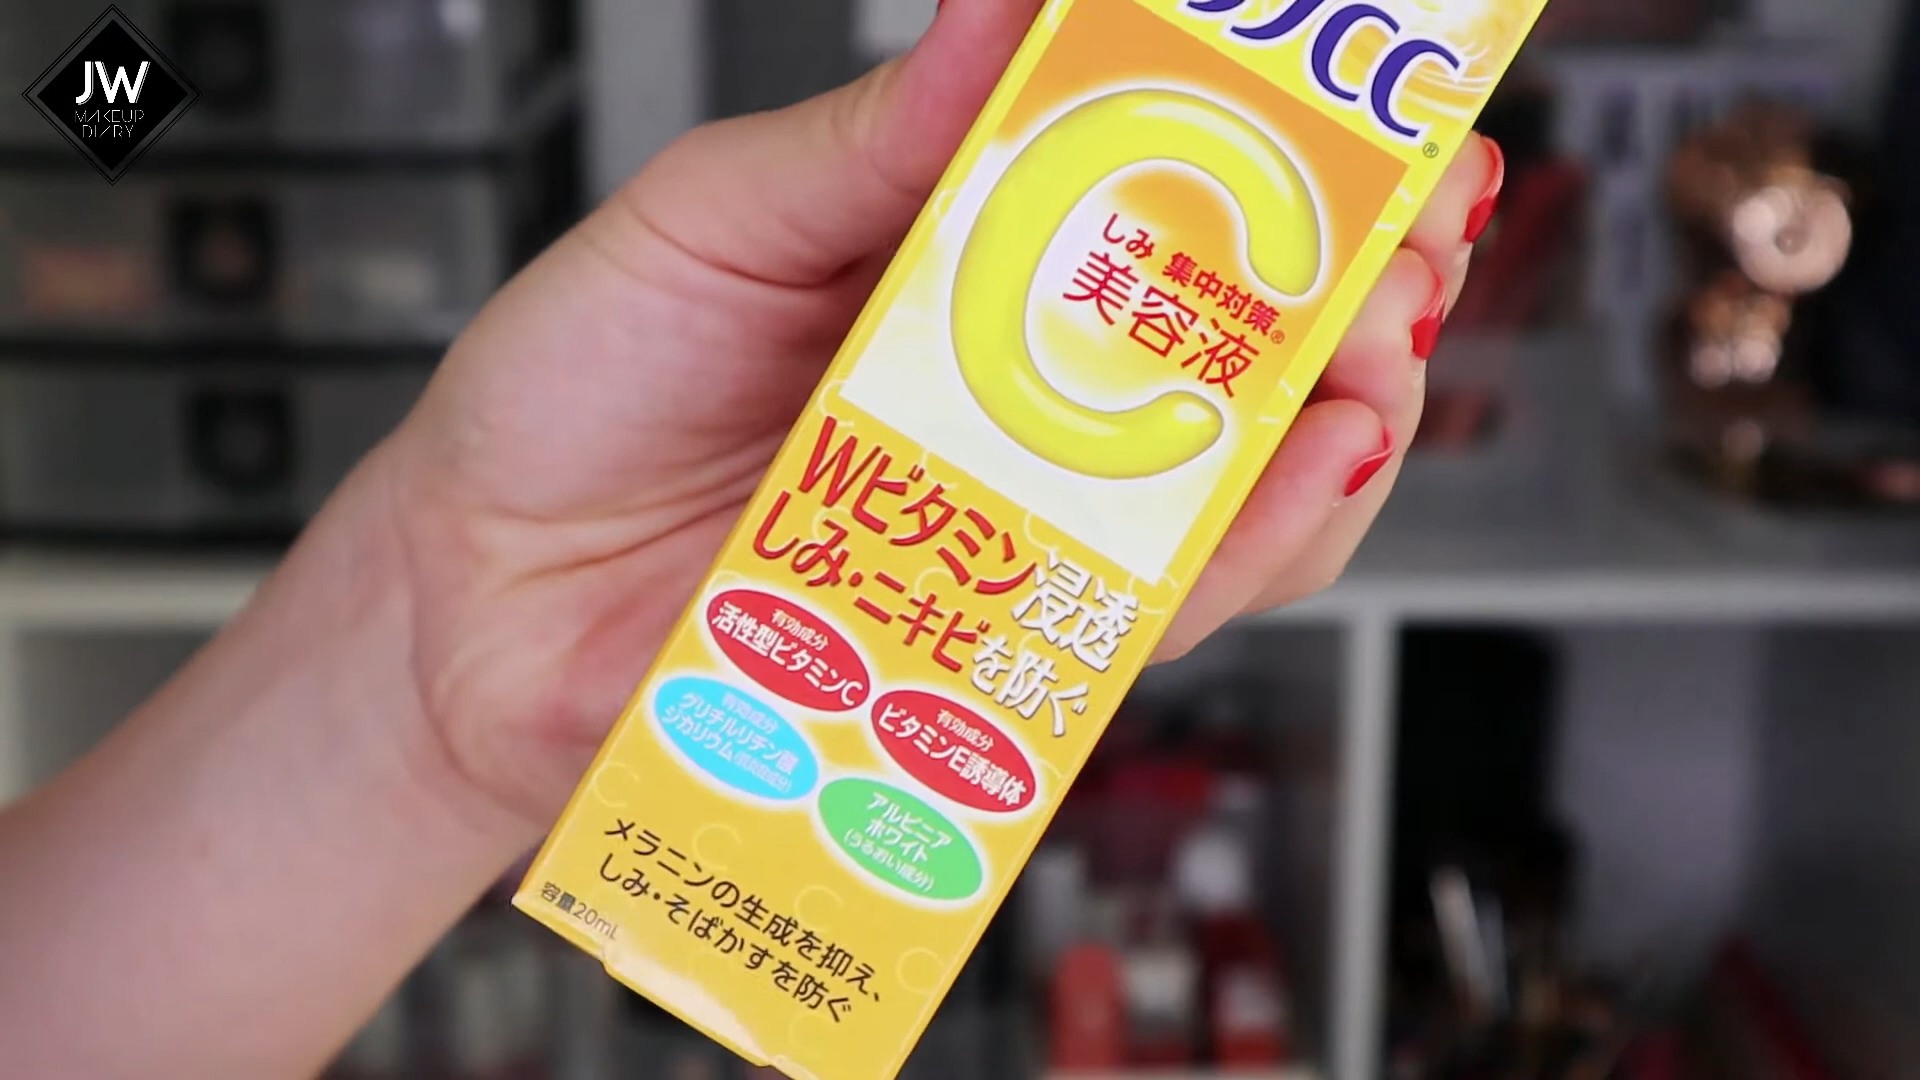 JW
MAKEUP
DIARY
CC®
しみ 集中対策®
美容液
Wビタミン浸透
しみ・ニキビを防ぐ
有効成分
活性型ビタミンC
有効成分
ビタミンE誘導体
有効成分
グリチルリチン酸
ジカリウム
アルピニア
ホワイト
(うるおい成分)
メラニンの生成を抑え、
しみ・そばかすを防ぐ
容量20mL